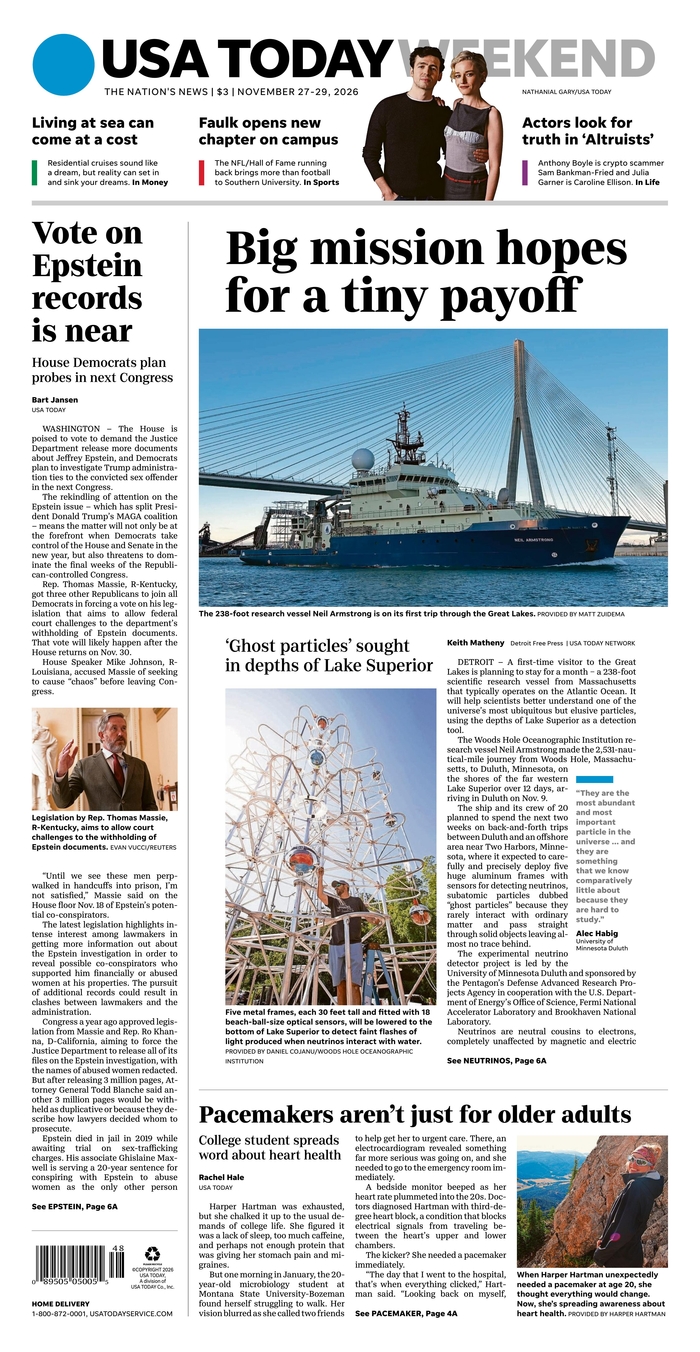 USA TODAY WEEKEND
THE NATION'S NEWS | $3 | NOVEMBER 27-29, 2026
NATHANIAL GARY/USA TODAY
Living at sea can
come at a cost
Residential cruises sound like
a dream, but reality can set in
and sink your dreams. In Money
Faulk opens new
chapter on campus
The NFL/Hall of Fame running
back brings more than football
to Southern University. In Sports
Actors look for
truth in ‘Altruists’
Anthony Boyle is crypto scammer
Sam Bankman-Fried and Julia
Garner is Caroline Ellison. In Life
Vote on
Epstein
records
is near
House Democrats plan
probes in next Congress
Bart Jansen
USA TODAY
WASHINGTON – The House is
poised to vote to demand the Justice
Department release more documents
about Jeffrey Epstein, and Democrats
plan to investigate Trump administra-
tion ties to the convicted sex offender
in the next Congress.
The rekindling of attention on the
Epstein issue – which has split Presi-
dent Donald Trump's MAGA coalition
– means the matter will not only be at
the forefront when Democrats take
control of the House and Senate in the
new year, but also threatens to dom-
inate the final weeks of the Republi-
can-controlled Congress.
Rep. Thomas Massie, R-Kentucky,
got three other Republicans to join all
Democrats in forcing a vote on his leg-
islation that aims to allow federal
court challenges to the department's
withholding of Epstein documents.
That vote will likely happen after the
House returns on Nov. 30.
House Speaker Mike Johnson, R-
Louisiana, accused Massie of seeking
to cause “chaos” before leaving Con-
gress.
Legislation by Rep. Thomas Massie,
R-Kentucky, aims to allow court
challenges to the withholding of
Epstein documents. EVAN VUCCI/REUTERS
“Until we see these men perp-
walked in handcuffs into prison, I'm
not satisfied,” Massie said on the
House floor Nov. 18 of Epstein's poten-
tial co-conspirators.
The latest legislation highlights in-
tense interest among lawmakers in
getting more information out about
the Epstein investigation in order to
reveal possible co-conspirators who
supported him financially or abused
women at his properties. The pursuit
of additional records could result in
clashes between lawmakers and the
administration.
Congress a year ago approved legis-
lation from Massie and Rep. Ro Khan-
na, D-California, aiming to force the
Justice Department to release all of its
files on the Epstein investigation, with
the names of abused women redacted.
But after releasing 3 million pages, At-
torney General Todd Blanche said an-
other 3 million pages would be with-
held as duplicative or because they de-
scribe how lawyers decided whom to
prosecute.
Epstein died in jail in 2019 while
awaiting trial on sex-trafficking
charges. His associate Ghislaine Max-
well is serving a 20-year sentence for
conspiring with Epstein to abuse
women as the only other person
See EPSTEIN, Page 6A
48
0 89505 05005 5
PLEASE RECYCLE
©COPYRIGHT 2026
USA TODAY,
A division of
USA TODAY Co., Inc.
HOME DELIVERY
1-800-872-0001, USATODAYSERVICE.COM
Big mission hopes
for a tiny payoff
NEIL ARMSTRONG
The 238-foot research vessel Neil Armstrong is on its first trip through the Great Lakes. PROVIDED BY MATT ZUIDEMA
‘Ghost particles’ sought
in depths of Lake Superior
Five metal frames, each 30 feet tall and fitted with 18
beach-ball-size optical sensors, will be lowered to the
bottom of Lake Superior to detect faint flashes of
light produced when neutrinos interact with water.
PROVIDED BY DANIEL COJANU/WOODS HOLE OCEANOGRAPHIC
INSTITUTION
Keith Matheny Detroit Free Press | USA TODAY NETWORK
DETROIT – A first-time visitor to the Great
Lakes is planning to stay for a month – a 238-foot
scientific research vessel from Massachusetts
that typically operates on the Atlantic Ocean. It
will help scientists better understand one of the
universe's most ubiquitous but elusive particles,
using the depths of Lake Superior as a detection
tool.
The Woods Hole Oceanographic Institution re-
search vessel Neil Armstrong made the 2,531-nau-
tical-mile journey from Woods Hole, Massachu-
setts, to Duluth, Minnesota, on
the shores of the far western
Lake Superior over 12 days, ar-
riving in Duluth on Nov. 9.
The ship and its crew of 20
planned to spend the next two
weeks on back-and-forth trips
between Duluth and an offshore
area near Two Harbors, Minne-
sota, where it expected to care-
fully and precisely deploy five
huge aluminum frames with
sensors for detecting neutrinos,
subatomic particles dubbed
“ghost particles” because they
rarely interact with ordinary
matter and pass straight
through solid objects leaving al-
most no trace behind.
The experimental neutrino
detector project is led by the
University of Minnesota Duluth and sponsored by
the Pentagon's Defense Advanced Research Pro-
jects Agency in cooperation with the U.S. Depart-
ment of Energy's Office of Science, Fermi National
Accelerator Laboratory and Brookhaven National
Laboratory.
Neutrinos are neutral cousins to electrons,
completely unaffected by magnetic and electric
See NEUTRINOS, Page 6A
“They are the
most abundant
and most
important
particle in the
universe ... and
they are
something
that we know
comparatively
little about
because they
are hard to
study.”
Alec Habig
University of
Minnesota Duluth
Pacemakers aren't just for older adults
College student spreads
word about heart health
Rachel Hale
USA TODAY
Harper Hartman was exhausted,
but she chalked it up to the usual de-
mands of college life. She figured it
was a lack of sleep, too much caffeine,
and perhaps not enough protein that
was giving her stomach pain and mi-
graines.
But one morning in January, the 20-
year-old microbiology student at
Montana State University-Bozeman
found herself struggling to walk. Her
vision blurred as she called two friends
to help get her to urgent care. There, an
electrocardiogram revealed something
far more serious was going on, and she
needed to go to the emergency room im-
mediately.
A bedside monitor beeped as her
heart rate plummeted into the 20s. Doc-
tors diagnosed Hartman with third-de-
gree heart block, a condition that blocks
electrical signals from traveling be-
tween the heart's upper and lower
chambers.
The kicker? She needed a pacemaker
immediately.
“The day that I went to the hospital,
that's when everything clicked,” Hart-
man said. “Looking back on myself,
See PACEMAKER, Page 4A
When Harper Hartman unexpectedly
needed a pacemaker at age 20, she
thought everything would change.
Now, she's spreading awareness about
heart health. PROVIDED BY HARPER HARTMAN